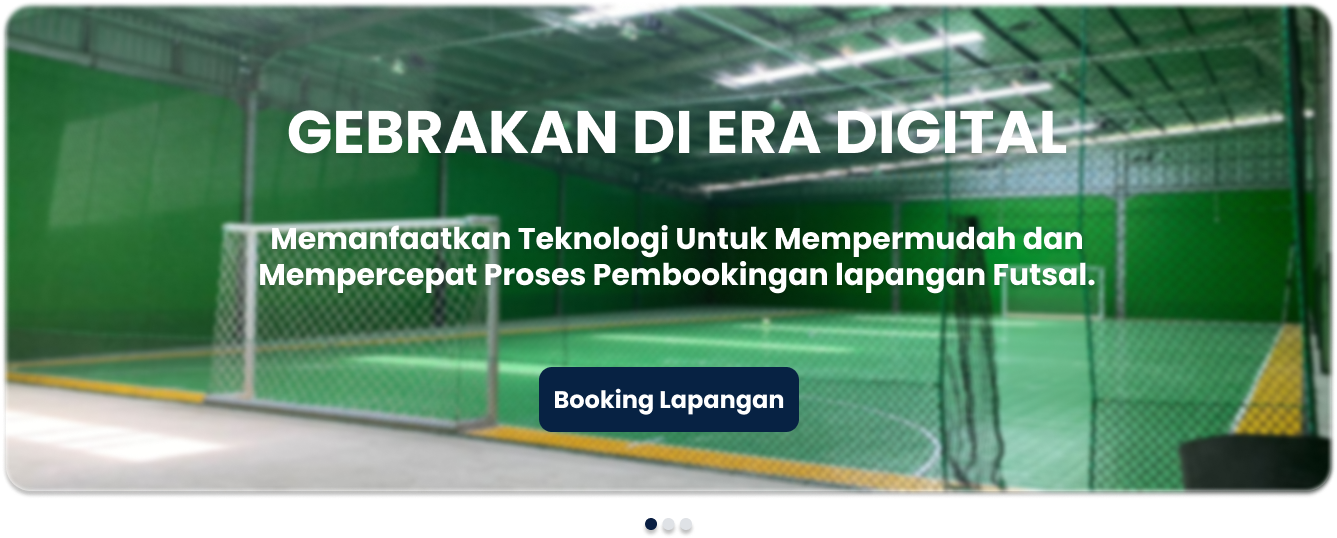 GEBRAKAN DI ERA DIGITAL
Memanfaatkan Teknologi Untuk Mempermudah dan
Mempercepat Proses Pembookingan lapangan Futsal.
Booking Lapangan